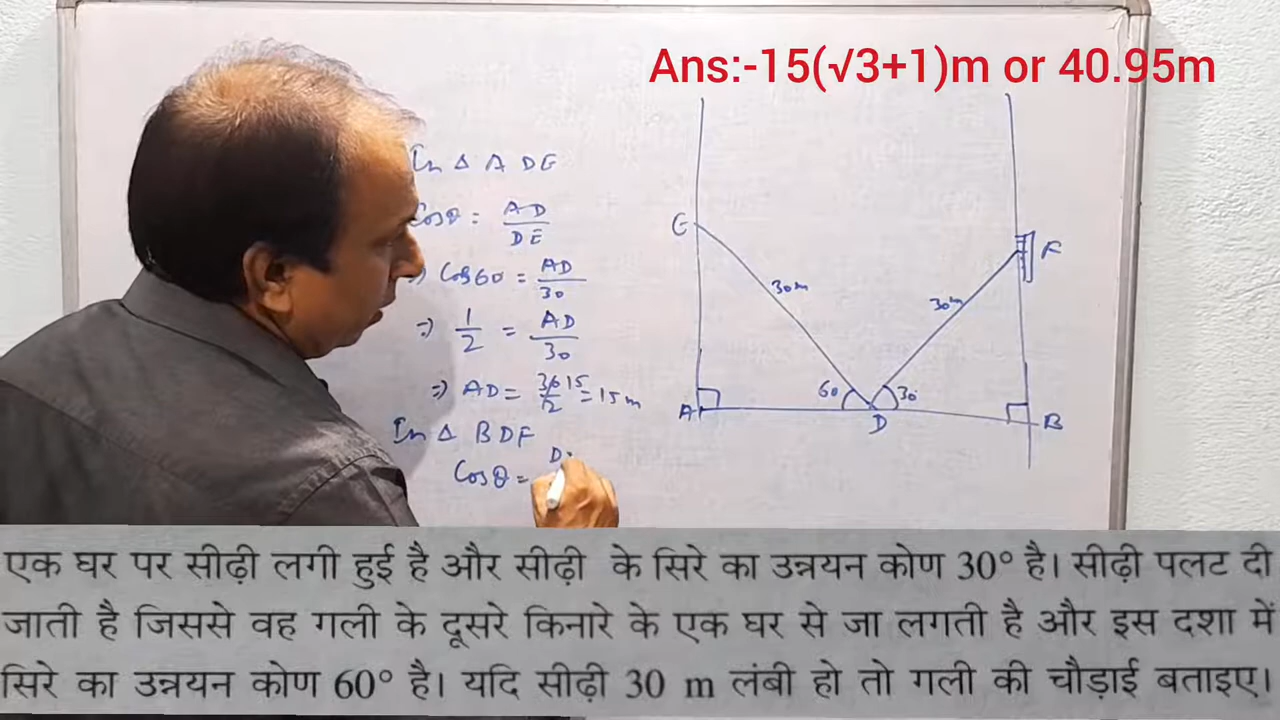 Ans:-15(√3+1)m or 40.95m
In Δ A D E
Cosθ = AD/DE
⇒ Cos60 = AD/30
⇒ 1/2 = AD/30
⇒ AD = 30/2 15 = 15 m
In Δ BDF
Cosθ =
E
30m
30m
F
A
60
D
30°
B
एक घर पर सीढ़ी लगी हुई है और सीढ़ी के सिरे का उन्नयन कोण 30° है। सीढ़ी पलट दी
जाती है जिससे वह गली के दूसरे किनारे के एक घर से जा लगती है और इस दशा में
सिरे का उन्नयन कोण 60° है। यदि सीढ़ी 30 m लंबी हो तो गली की चौड़ाई बताइए।